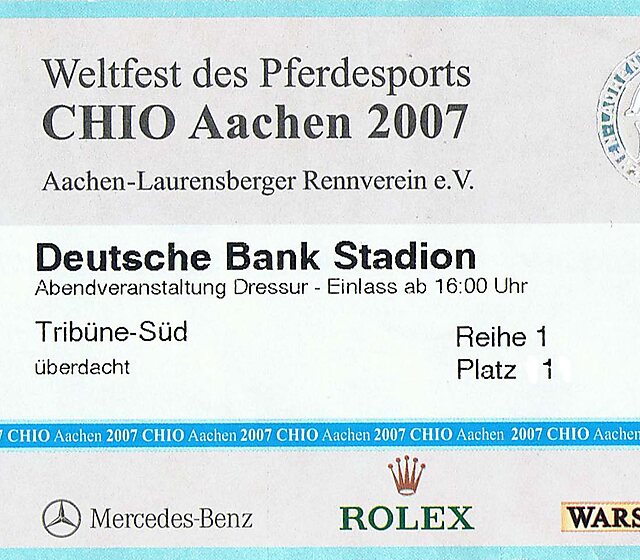 Weltfest des Pferdesports
CHIO Aachen 2007
Aachen-Laurensberger Rennverein e.V.
Deutsche Bank Stadion
Abendveranstaltung Dressur - Einlass ab 16:00 Uhr
Tribüne-Süd
Reihe 1
überdacht
Platz 1
7 CHIO Aachen 2007 CHIO Aachen 2007 CHIO Aachen 2007 CHIO Aachen 2007 CHIO Aachen
Mercedes-Benz
ROLEX
WARS